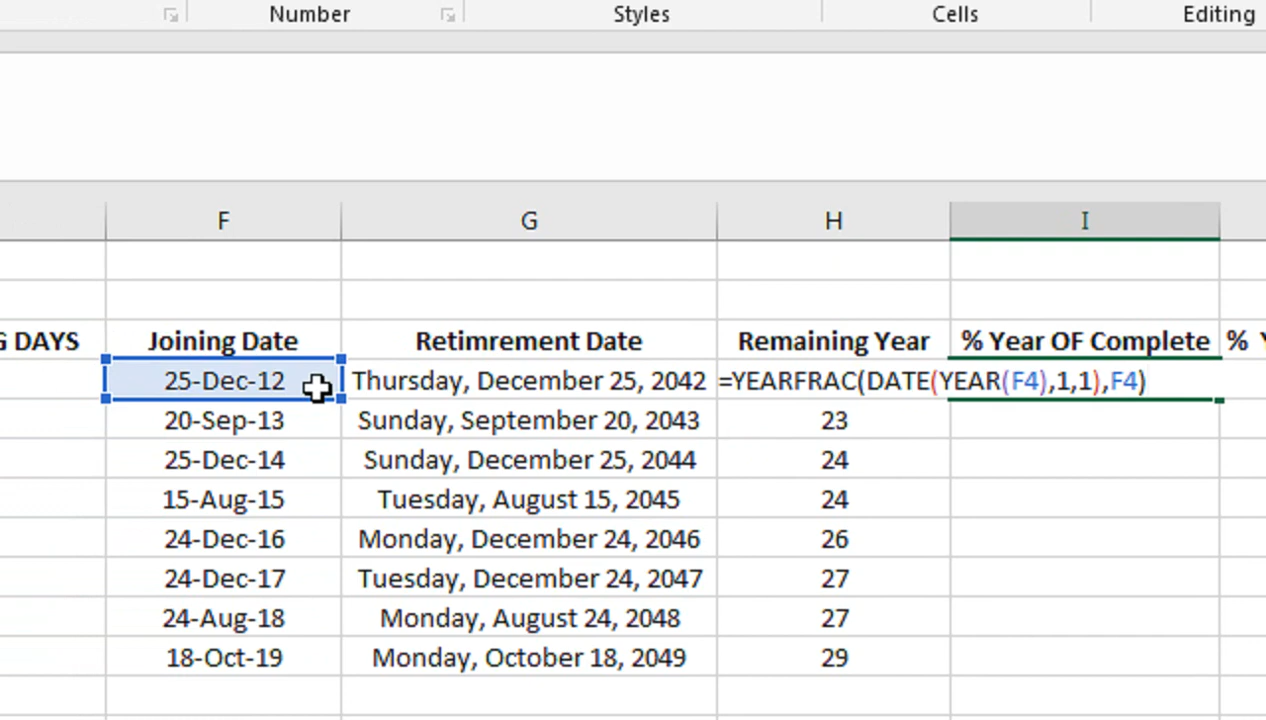 Number Styles Cells Editing
F G H I
G DAYS Joining Date Retimrement Date Remaining Year % Year OF Complete %
25-Dec-12 Thursday, December 25, 2042 =YEARFRAC(DATE(YEAR(F4),1,1),F4)
20-Sep-13 Sunday, September 20, 2043 23
25-Dec-14 Sunday, December 25, 2044 24
15-Aug-15 Tuesday, August 15, 2045 24
24-Dec-16 Monday, December 24, 2046 26
24-Dec-17 Tuesday, December 24, 2047 27
24-Aug-18 Monday, August 24, 2048 27
18-Oct-19 Monday, October 18, 2049 29